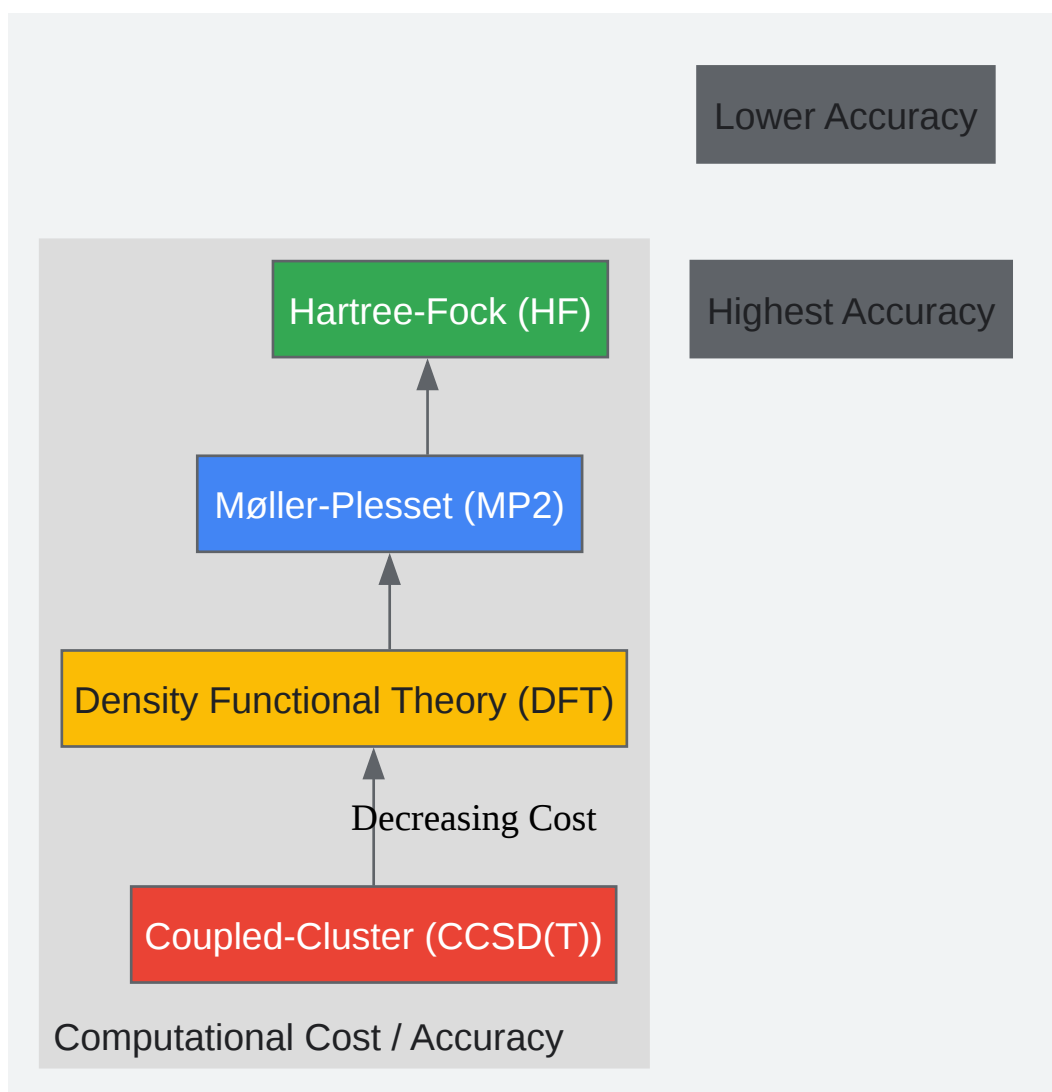 Lower Accuracy
Hartree-Fock (HF)
Highest Accuracy
Møller-Plesset (MP2)
Density Functional Theory (DFT)
Decreasing Cost
Coupled-Cluster (CCSD(T))
Computational Cost / Accuracy